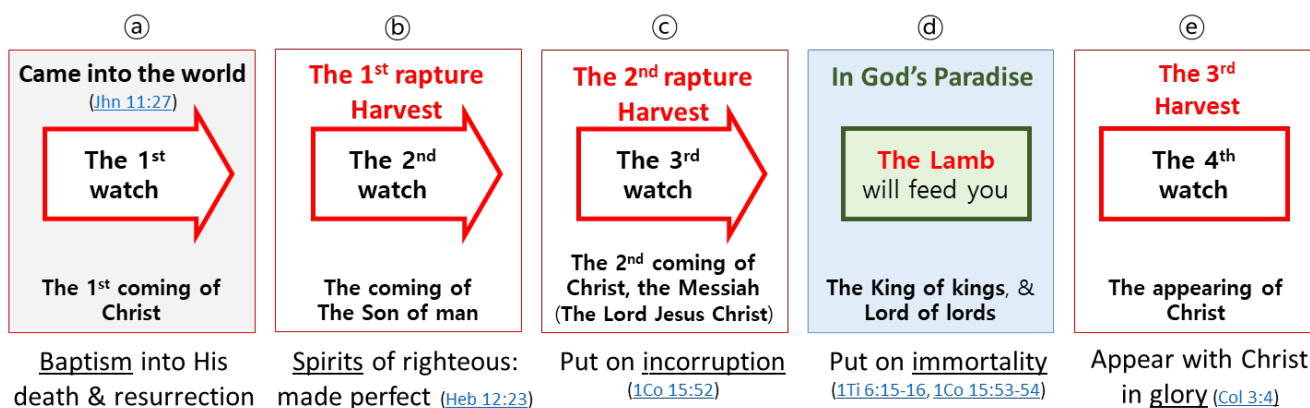 ⓐ
Came into the world
(Jhn 11:27)
The 1st
watch
The 1st coming of
Christ
Baptism into His
death & resurrection
ⓑ
The 1st rapture
Harvest
The 2nd
watch
The coming of
The Son of man
Spirits of righteous:
made perfect (Heb 12:23)
ⓒ
The 2nd rapture
Harvest
The 3rd
watch
The 2nd coming of
Christ, the Messiah
(The Lord Jesus Christ)
Put on incorruption
(1Co 15:52)
ⓓ
In God’s Paradise
The Lamb
will feed you
The King of kings, &
Lord of lords
Put on immortality
(1Ti 6:15-16, 1Co 15:53-54)
ⓔ
The 3rd
Harvest
The 4th
watch
The appearing of
Christ
Appear with Christ
in glory (Col 3:4)